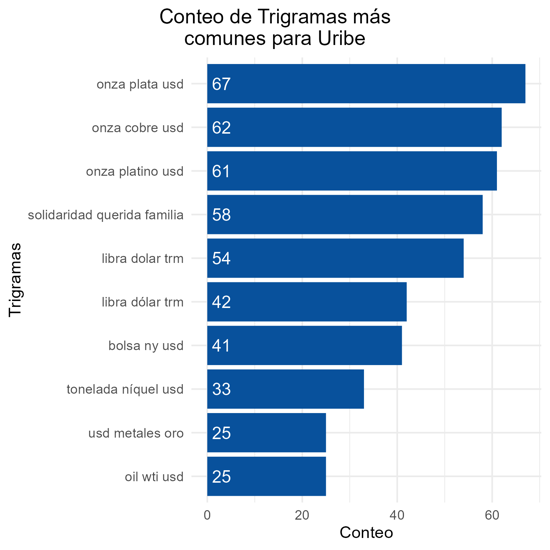 Conteo de Trigramas más
comunes para Uribe
Trigramas
onza plata usd 67
onza cobre usd 62
onza platino usd 61
solidaridad querida familia 58
libra dolar trm 54
libra dólar trm 42
bolsa ny usd 41
tonelada níquel usd 33
usd metales oro 25
oil wti usd 25
0 20 40 60
Conteo